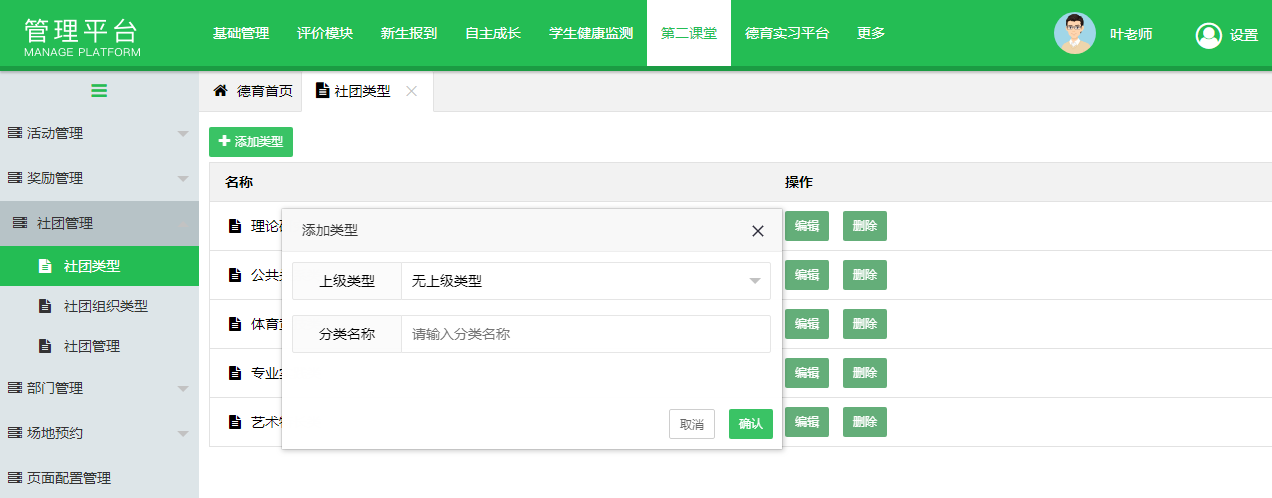 管理平台
MANAGE PLATFORM
基础管理 评价模块 新生报到 自主成长 学生健康监测 第二课堂 德育实习平台 更多
叶老师 设置
德育首页 社团类型
活动管理
奖励管理
社团管理
社团类型
社团组织类型
社团管理
部门管理
场地预约
页面配置管理
添加类型
名称 操作
理论 编辑 删除
公共 编辑 删除
体育 编辑 删除
专业 编辑 删除
艺术 编辑 删除
添加类型
上级类型 无上级类型
分类名称 请输入分类名称
取消 确认